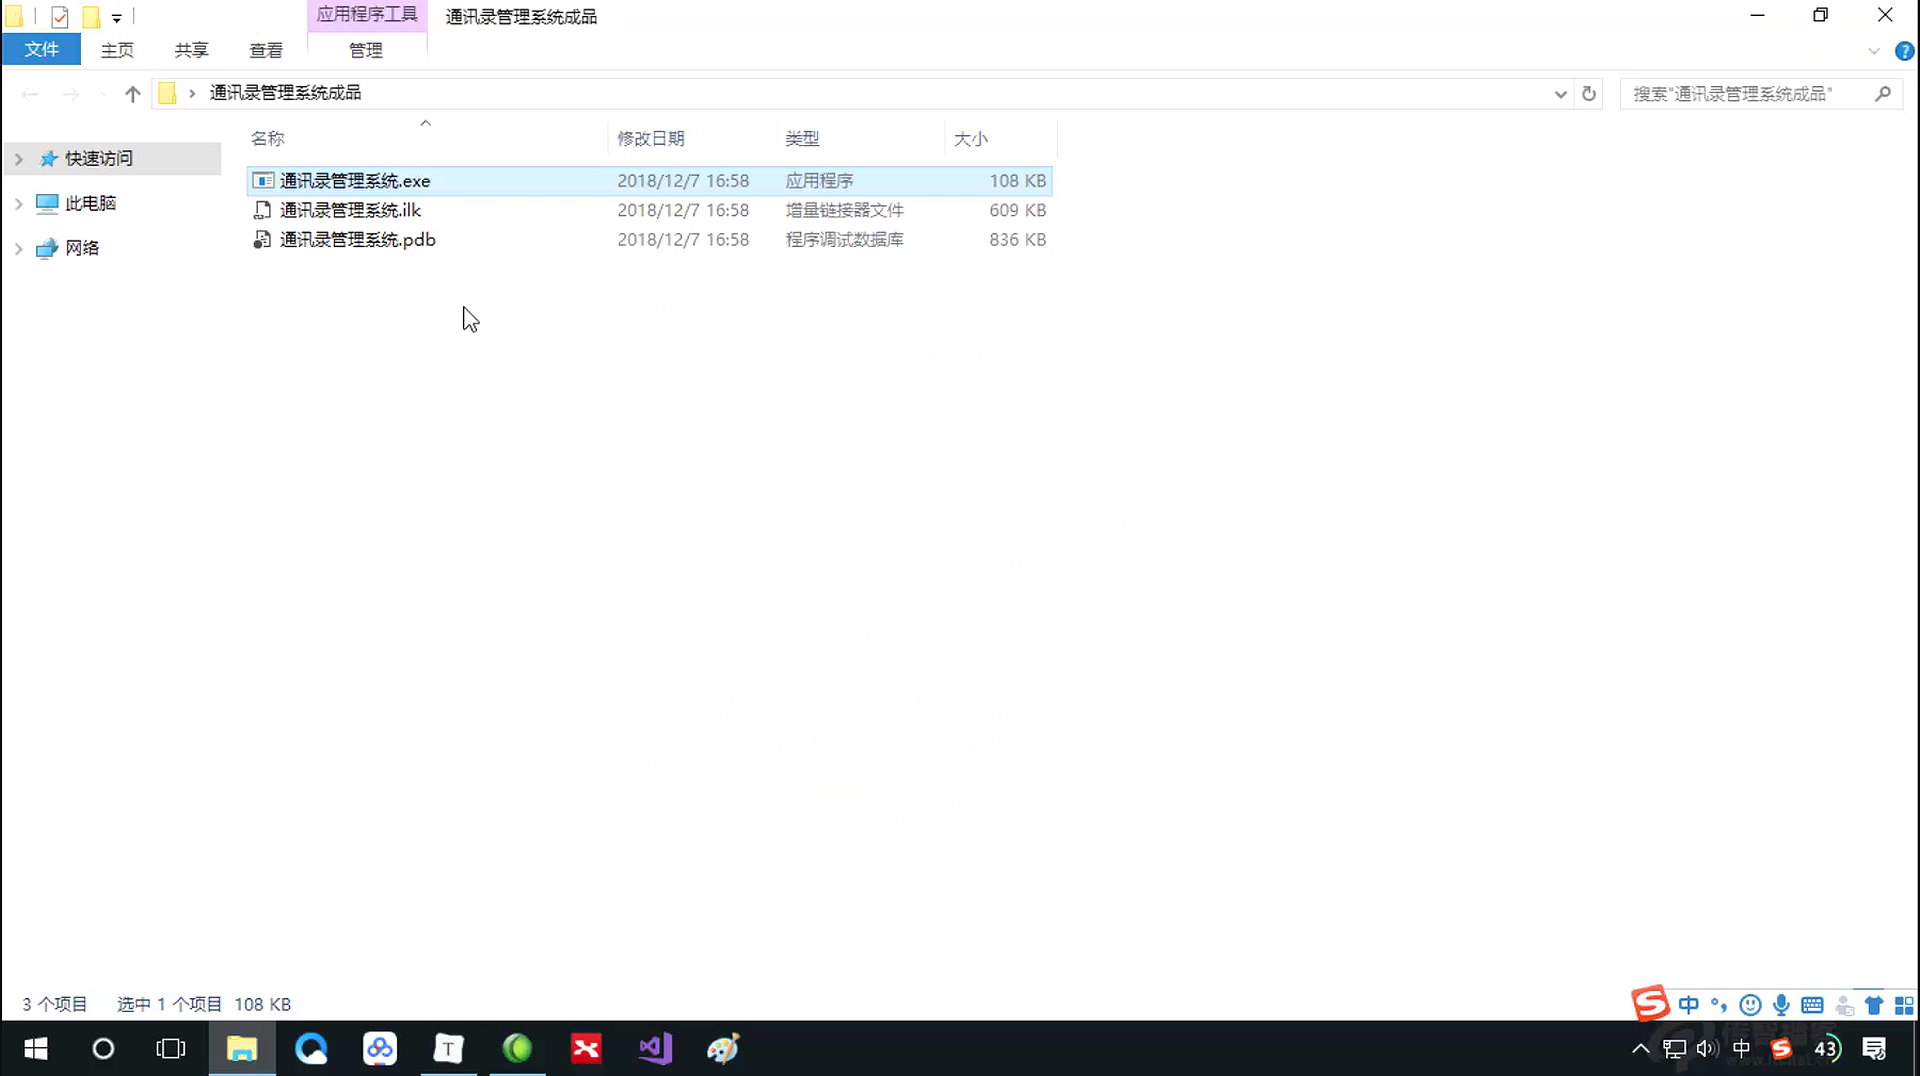 应用程序工具 通讯录管理系统成品
文件 主页 共享 查看 管理
通讯录管理系统成品 搜索"通讯录管理系统成品"
名称 修改日期 类型 大小
快速访问
此电脑
网络
通讯录管理系统.exe 2018/12/7 16:58 应用程序 108 KB
通讯录管理系统.ilk 2018/12/7 16:58 增量链接器文件 609 KB
通讯录管理系统.pdb 2018/12/7 16:58 程序调试数据库 836 KB
3 个项目 选中 1 个项目 108 KB
中
中 43